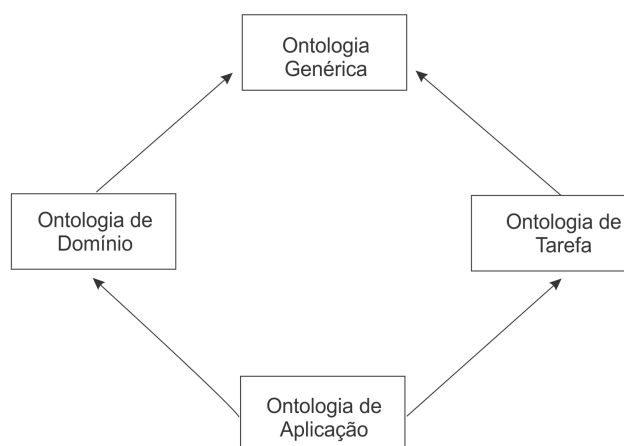 Ontologia
Genérica
Ontologia de
Domínio
Ontologia de
Tarefa
Ontologia de
Aplicação